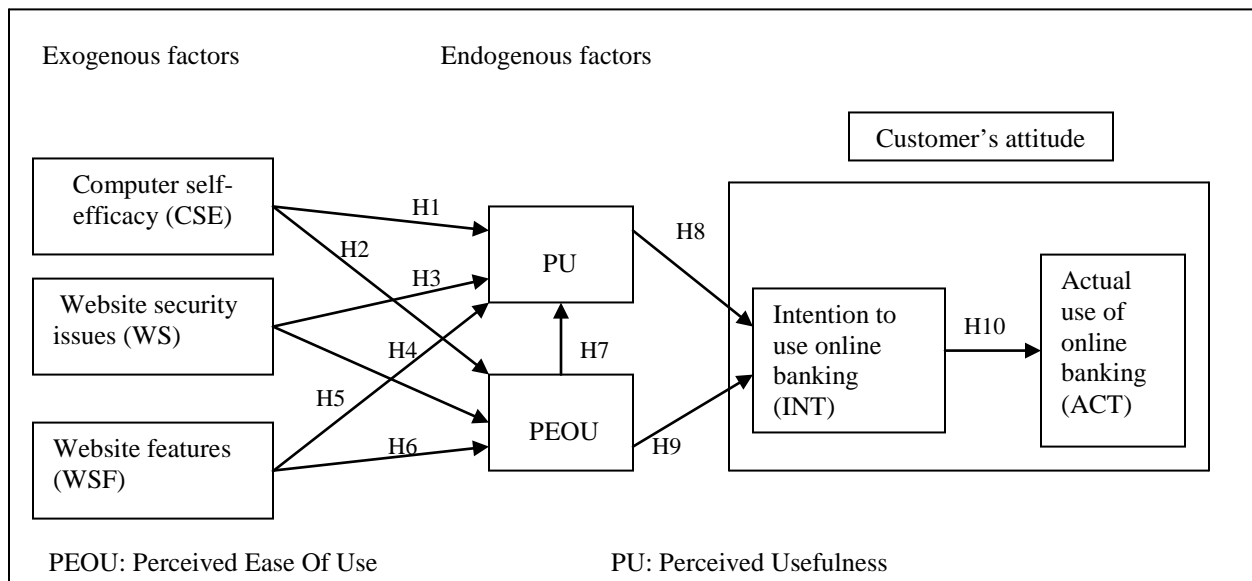 Exogenous factors
Endogenous factors
Customer's attitude
Computer self-
efficacy (CSE)
H1
H2
Website security
issues (WS)
H3
H4
Website features
(WSF)
H5
H6
PU
H7
PEOU
H8
H9
Intention to
use online
banking
(INT)
H10
Actual
use of
online
banking
(ACT)
PEOU: Perceived Ease Of Use
PU: Perceived Usefulness